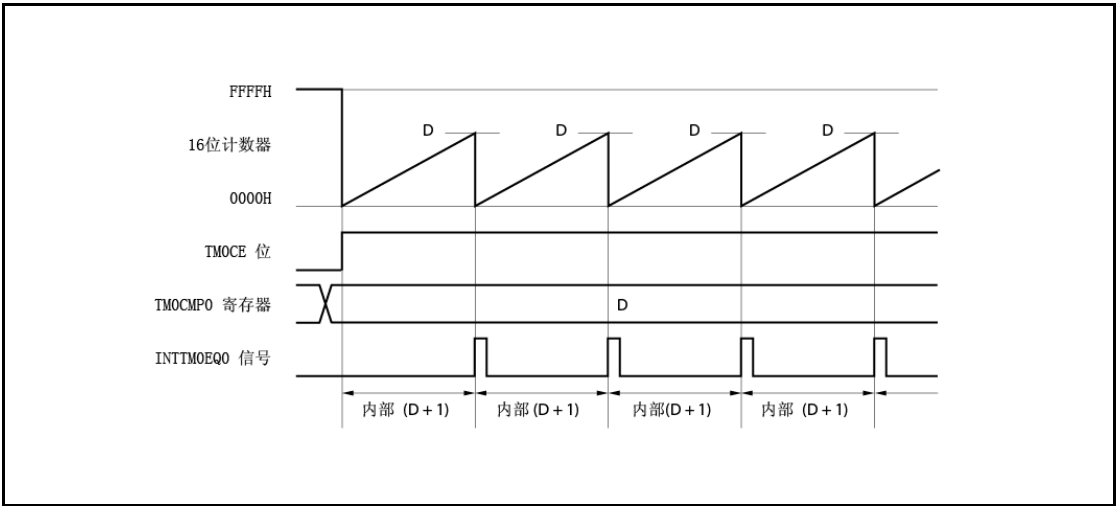 FFFFH
D
D
D
D
16位计数器
0000H
TM0CE 位
TM0CMP0 寄存器
D
INTTM0EQ0 信号
内部 (D + 1)
内部 (D + 1)
内部(D + 1)
内部 (D + 1)